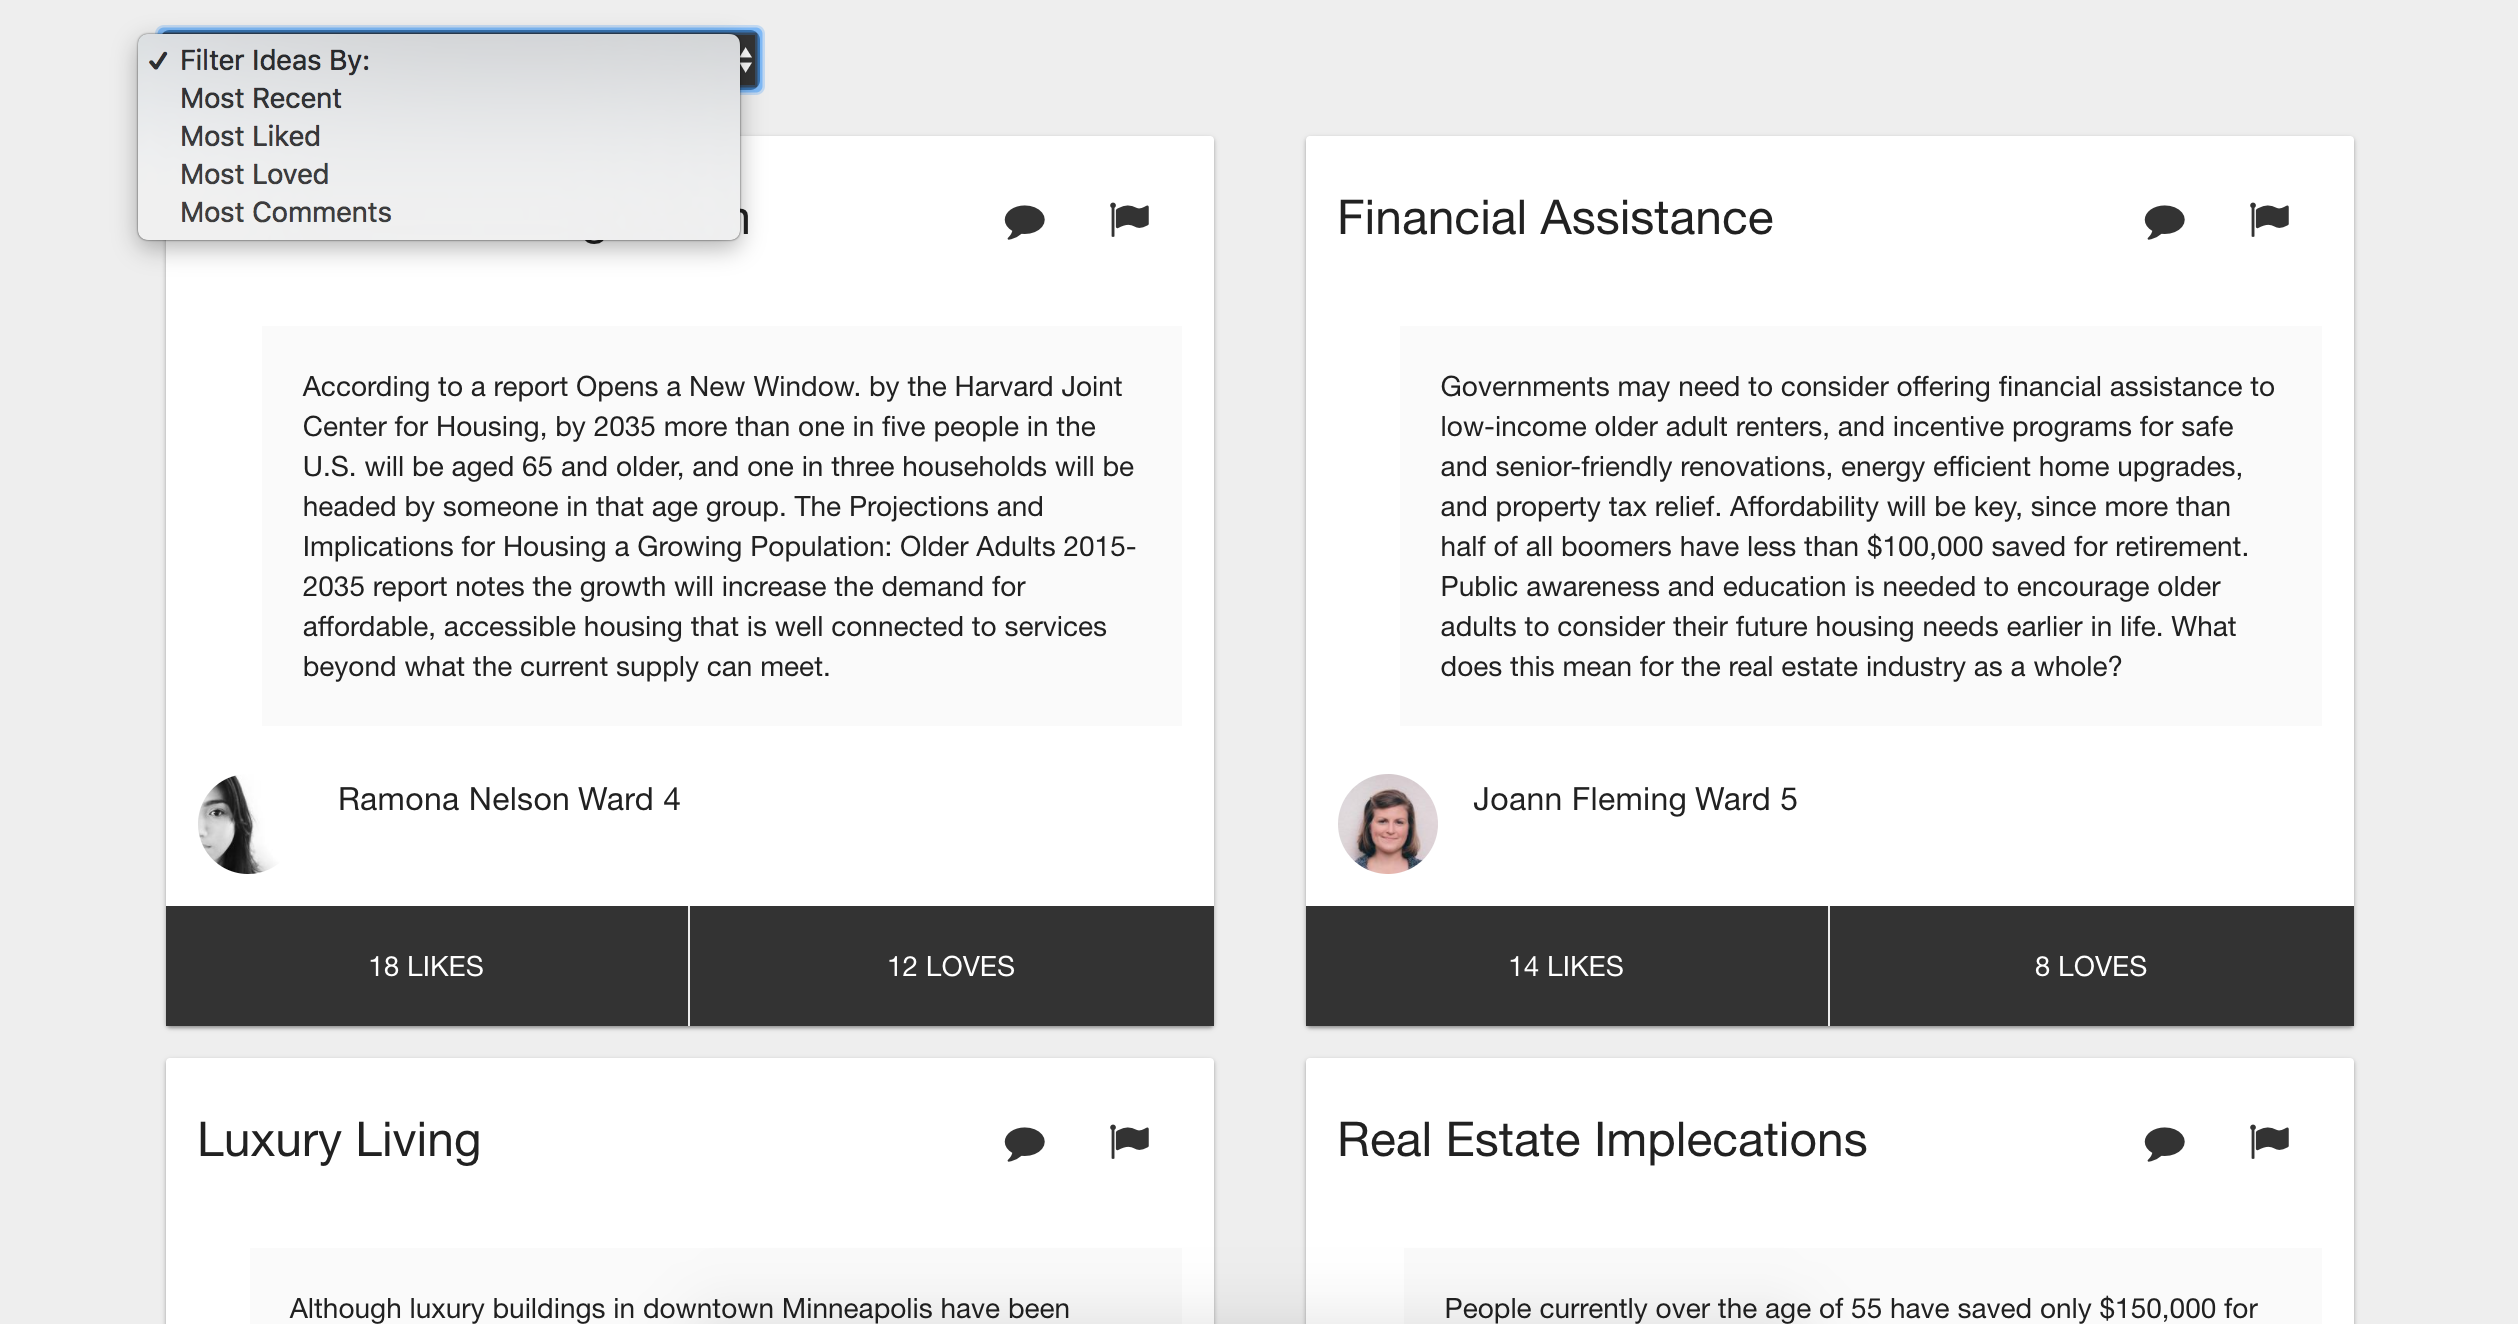 Filter Ideas By:
Most Recent
Most Liked
Most Loved
Most Comments
Financial Assistance
According to a report Opens a New Window. by the Harvard Joint
Center for Housing, by 2035 more than one in five people in the
U.S. will be aged 65 and older, and one in three households will be
headed by someone in that age group. The Projections and
Implications for Housing a Growing Population: Older Adults 2015-
2035 report notes the growth will increase the demand for
affordable, accessible housing that is well connected to services
beyond what the current supply can meet.
Ramona Nelson Ward 4
18 LIKES
12 LOVES
Governments may need to consider offering financial assistance to
low-income older adult renters, and incentive programs for safe
and senior-friendly renovations, energy efficient home upgrades,
and property tax relief. Affordability will be key, since more than
half of all boomers have less than $100,000 saved for retirement.
Public awareness and education is needed to encourage older
adults to consider their future housing needs earlier in life. What
does this mean for the real estate industry as a whole?
Joann Fleming Ward 5
14 LIKES
8 LOVES
Luxury Living
Although luxury buildings in downtown Minneapolis have been
Real Estate Implecations
People currently over the age of 55 have saved only $150,000 for